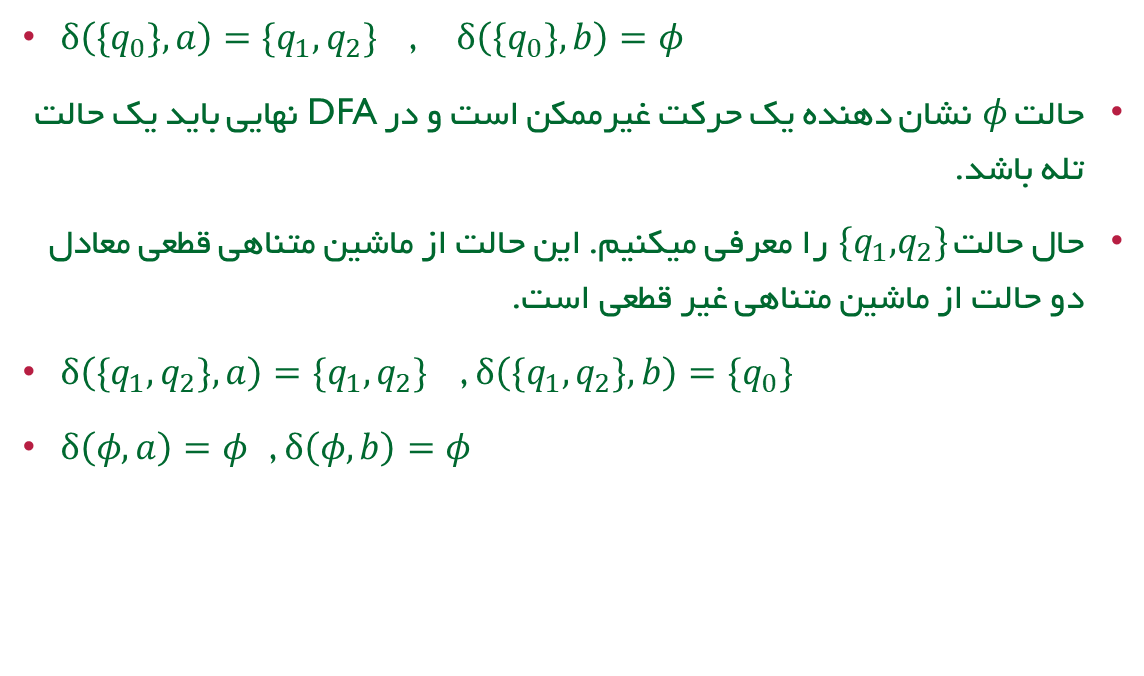 • δ({q₀}, a) = {q₁, q₂} , δ({q₀}, b) = ϕ
• حالت ϕ نشان دهنده یک حرکت غیرممکن است و در DFA نهایی باید یک حالت
تله باشد.
• حال حالت {q₁,q₂} را معرفی میکنیم. این حالت از ماشین متناهی قطعی معادل
دو حالت از ماشین متناهی غیر قطعی است.
• δ({q₁, q₂}, a) = {q₁, q₂} , δ({q₁, q₂}, b) = {q₀}
• δ(ϕ, a) = ϕ , δ(ϕ, b) = ϕ